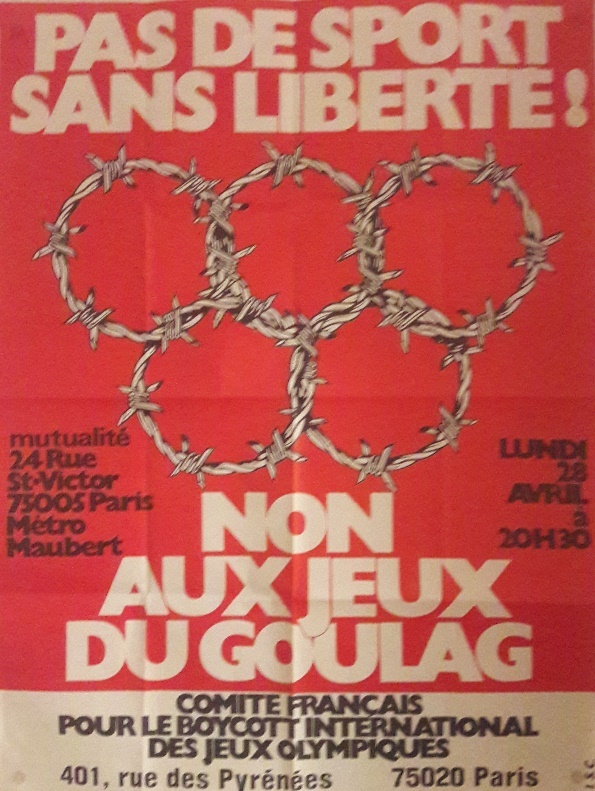 PAS DE SPORT
SANS LIBERTE !
mutualité
24 Rue
St-Victor
75005 Paris
Métro
Maubert
LUNDI
28
AVRIL
à
20H30
NON
AUX JEUX
DU GOULAG
COMITE FRANÇAIS
POUR LE BOYCOTT INTERNATIONAL
DES JEUX OLYMPIQUES
401, rue des Pyrénées 75020 Paris